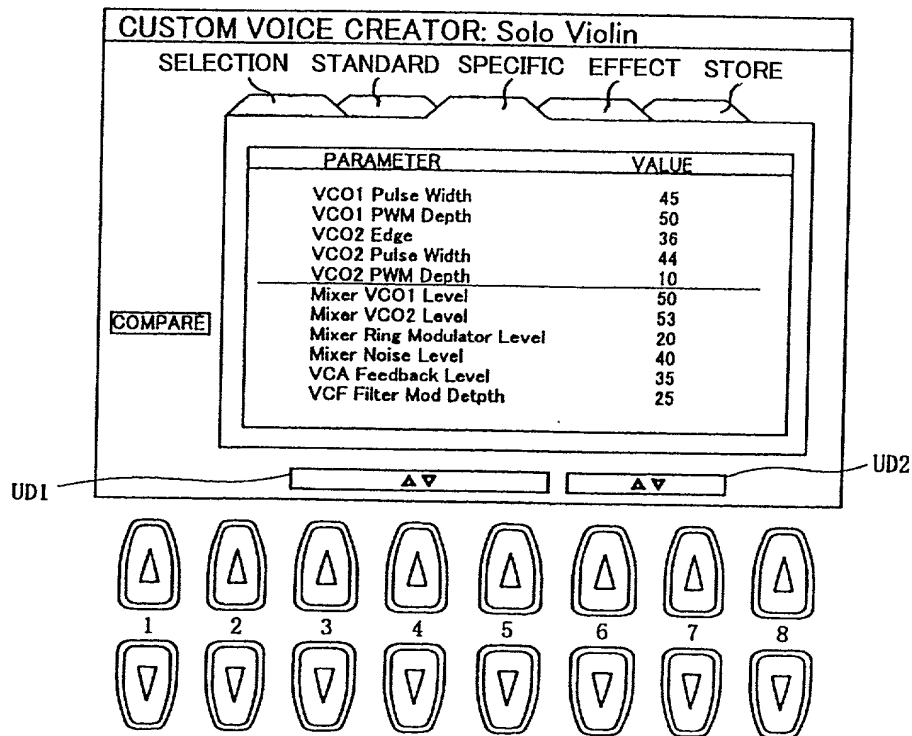 CUSTOM VOICE CREATOR: Solo Violin
SELECTION STANDARD SPECIFIC EFFECT STORE
PARAMETER VALUE
VCO1 Pulse Width 45
VCO1 PWM Depth 50
VCO2 Edge 36
VCO2 Pulse Width 44
VCO2 PWM Depth 10
Mixer VCO1 Level 50
Mixer VCO2 Level 53
Mixer Ring Modulator Level 20
Mixer Noise Level 40
VCA Feedback Level 35
VCF Filter Mod Detpth 25
COMPARE
UD1
UD2
1 2 3 4 5 6 7 8